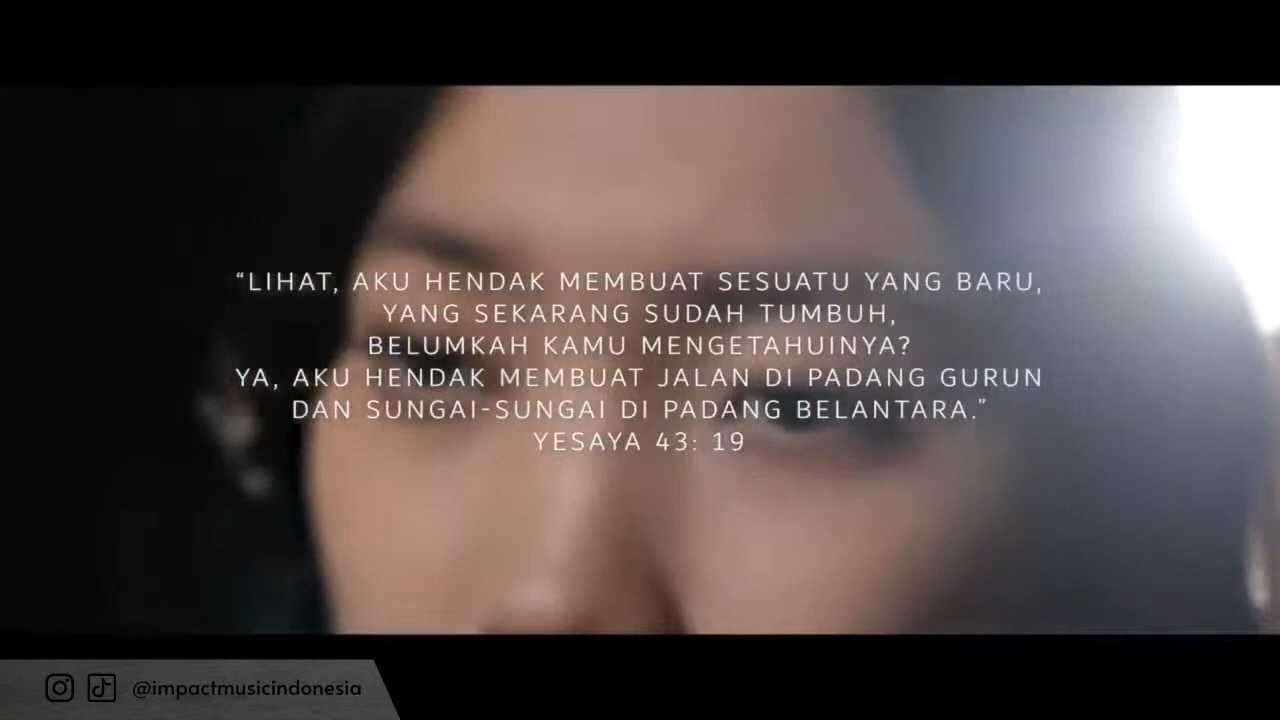 “LIHAT, AKU HENDAK MEMBUAT SESUATU YANG BARU,
YANG SEKARANG SUDAH TUMBUH,
BELUMKAH KAMU MENGETAHUINYA?
YA, AKU HENDAK MEMBUAT JALAN DI PADANG GURUN
DAN SUNGAI-SUNGAI DI PADANG BELANTARA.”
YESAYA 43: 19
@impactmusicindonesia